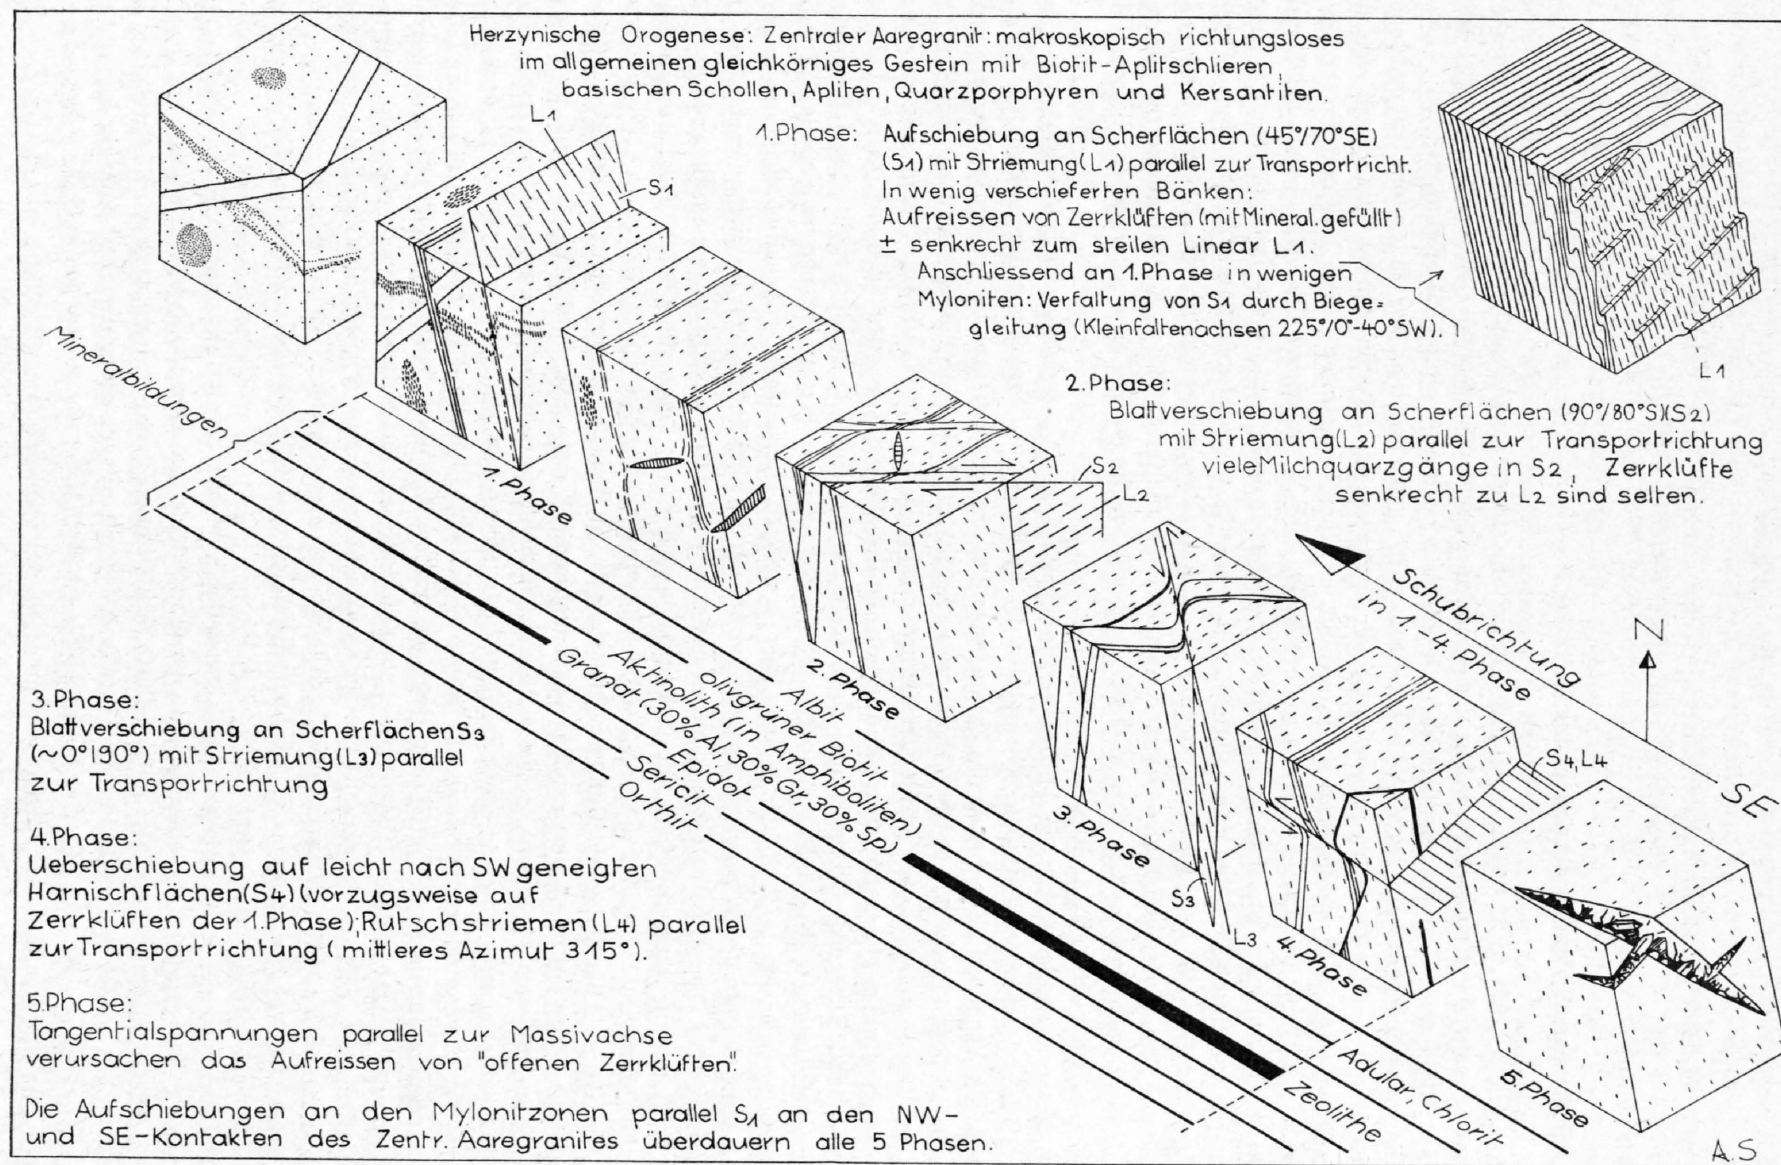 Herzynische Orogenese: Zentraler Aaregranit: makroskopisch richtungsloses
im allgemeinen gleichkörniges Gestein mit Biotit-Aplitschlieren,
basischen Schollen, Apliten, Quarzporphyren und Kersantiten.
1.Phase: Aufschiebung an Scherflächen (45°/70°SE)
(S1) mit Striemung (L1) parallel zur Transportricht.
In wenig verschieferten Bänken:
Aufreissen von Zerrklüften (mit Mineral. gefüllt)
± senkrecht zum steilen Linear L1.
Anschliessend an 1.Phase in wenigen
Myloniten: Verfaltung von S1 durch Biege=
gleitung (Kleinfaltenachsen 225°/0°-40°SW).
L1
S1
L1
2.Phase:
Blattverschiebung an Scherflächen (90°/80°S)(S2)
mit Striemung (L2) parallel zur Transportrichtung
viele Milchquarzgänge in S2, Zerrklüfte
senkrecht zu L2 sind selten.
S2
L2
Mineralbildungen
1. Phase
2. Phase
3. Phase
4. Phase
5. Phase
S3
L3
S4, L4
Schubrichtung
in 1.-4. Phase
N
SE
Albit
olivgrüner Biotit
Aktinolith (in Amphiboliten)
Granat (30% Al, 30% Gr, 30% Sp)
Epidot
Sericit
Orthit
Adular, Chlorit
Zeolithe
3.Phase:
Blattverschiebung an Scherflächen S3
(~0°|90°) mit Striemung (L3) parallel
zur Transportrichtung
4.Phase:
Ueberschiebung auf leicht nach SW geneigten
Harnischflächen (S4) (vorzugsweise auf
Zerrklüften der 1.Phase); Rutschstriemen (L4) parallel
zur Transportrichtung (mittleres Azimut 315°).
5.Phase:
Tangentialspannungen parallel zur Massivachse
verursachen das Aufreissen von "offenen Zerrklüften".
Die Aufschiebungen an den Mylonitzonen parallel S1 an den NW-
und SE-Kontakten des Zentr. Aaregranites überdauern alle 5 Phasen.
A.S